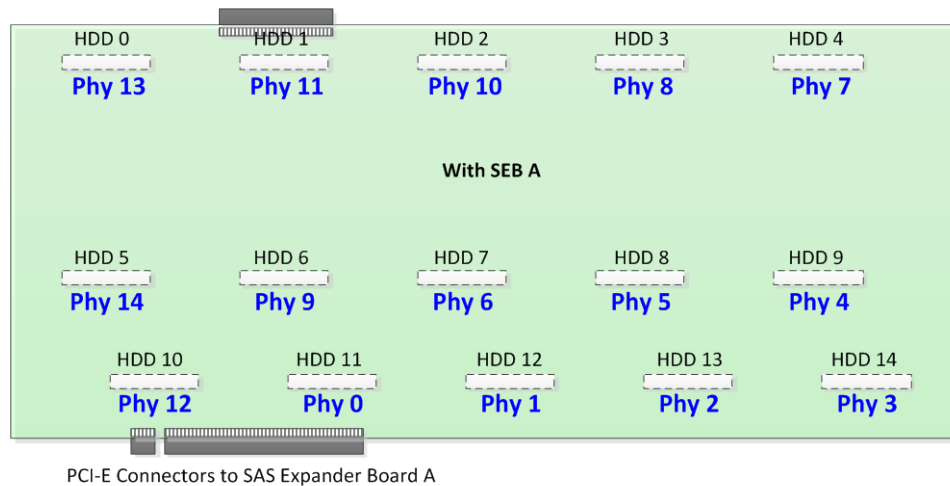 HDD 0 HDD 1 HDD 2 HDD 3 HDD 4
Phy 13 Phy 11 Phy 10 Phy 8 Phy 7
With SEB A
HDD 5 HDD 6 HDD 7 HDD 8 HDD 9
Phy 14 Phy 9 Phy 6 Phy 5 Phy 4
HDD 10 HDD 11 HDD 12 HDD 13 HDD 14
Phy 12 Phy 0 Phy 1 Phy 2 Phy 3
PCI-E Connectors to SAS Expander Board A